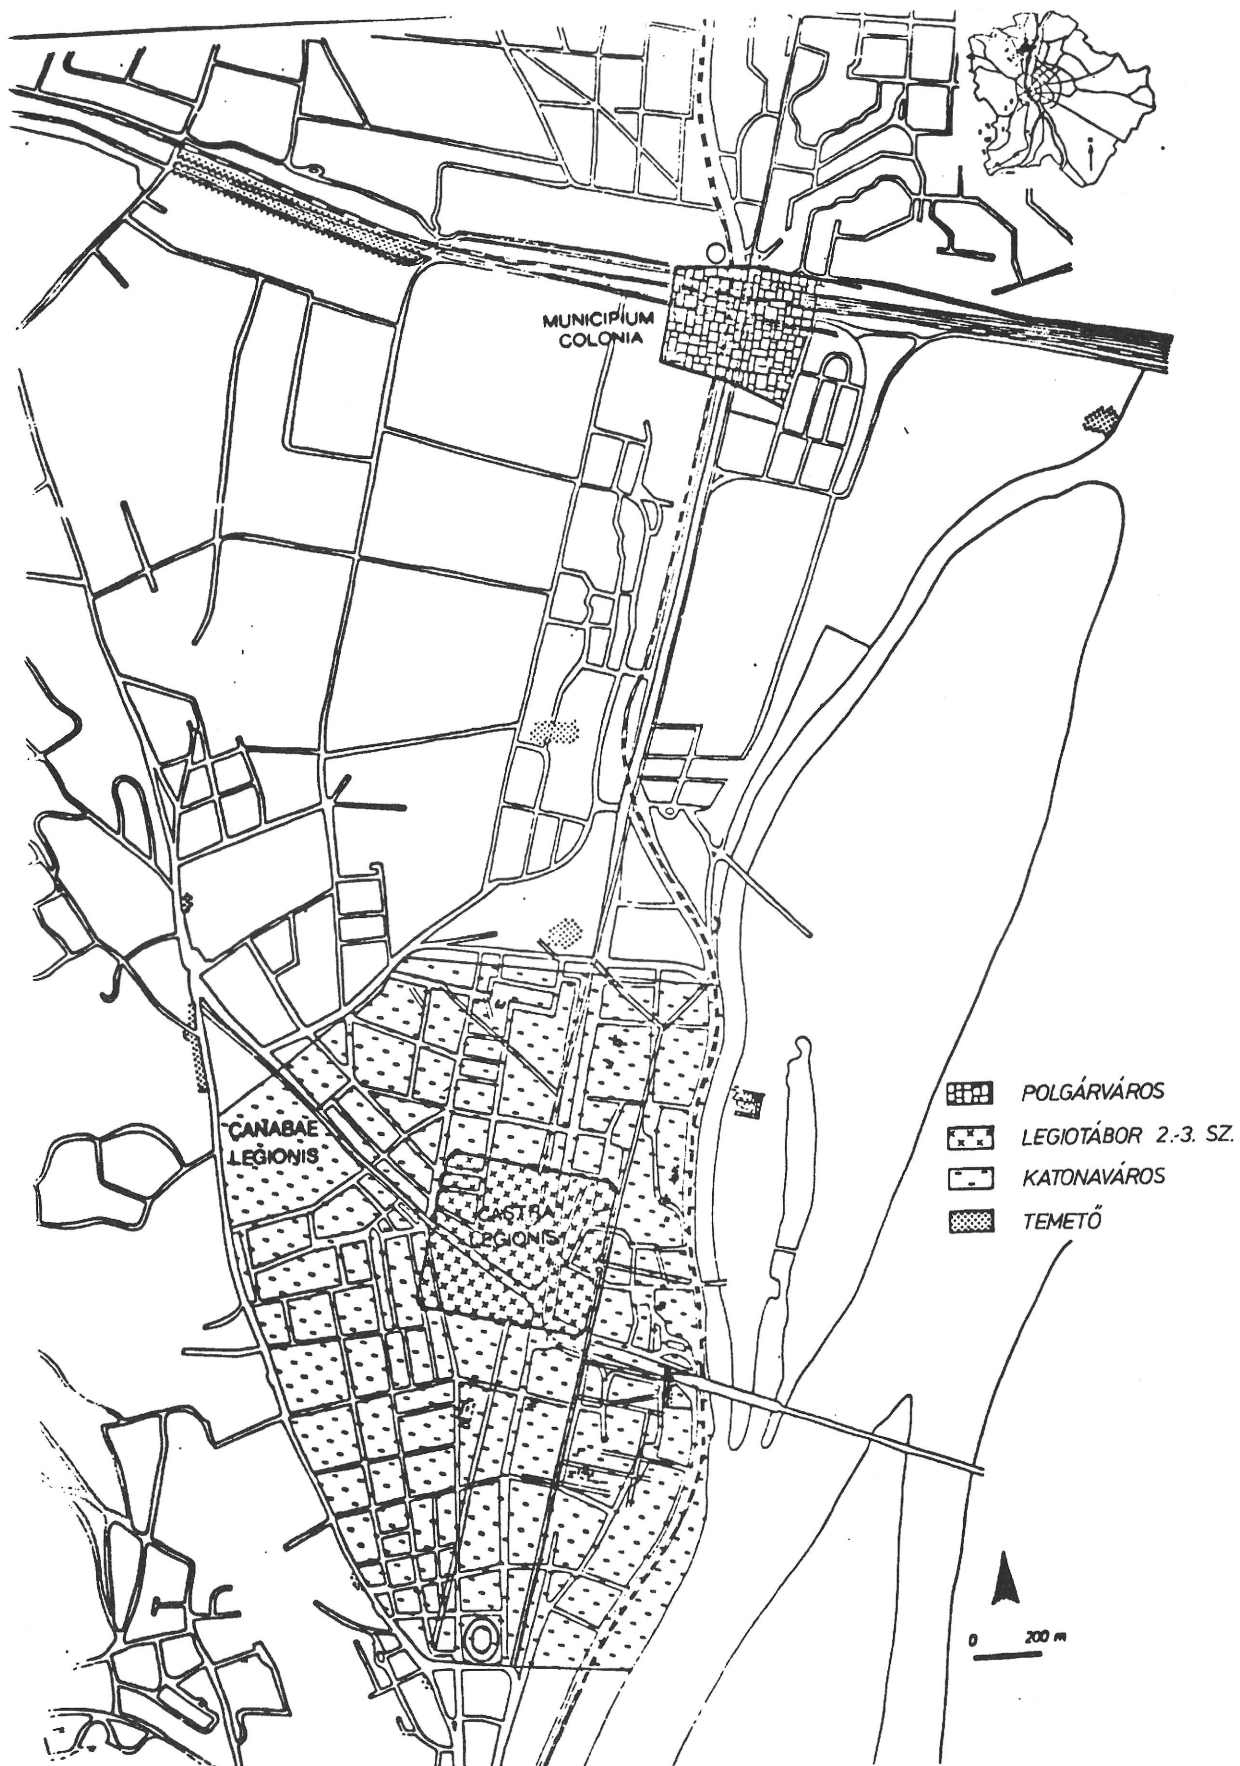 MUNICIPIUM
COLONIA
CANABAE
LEGIONIS
CASTRA
LEGIONIS
POLGÁRVÁROS
LEGIOTÁBOR 2.-3. SZ.
KATONAVÁROS
TEMETŐ
0 200 m